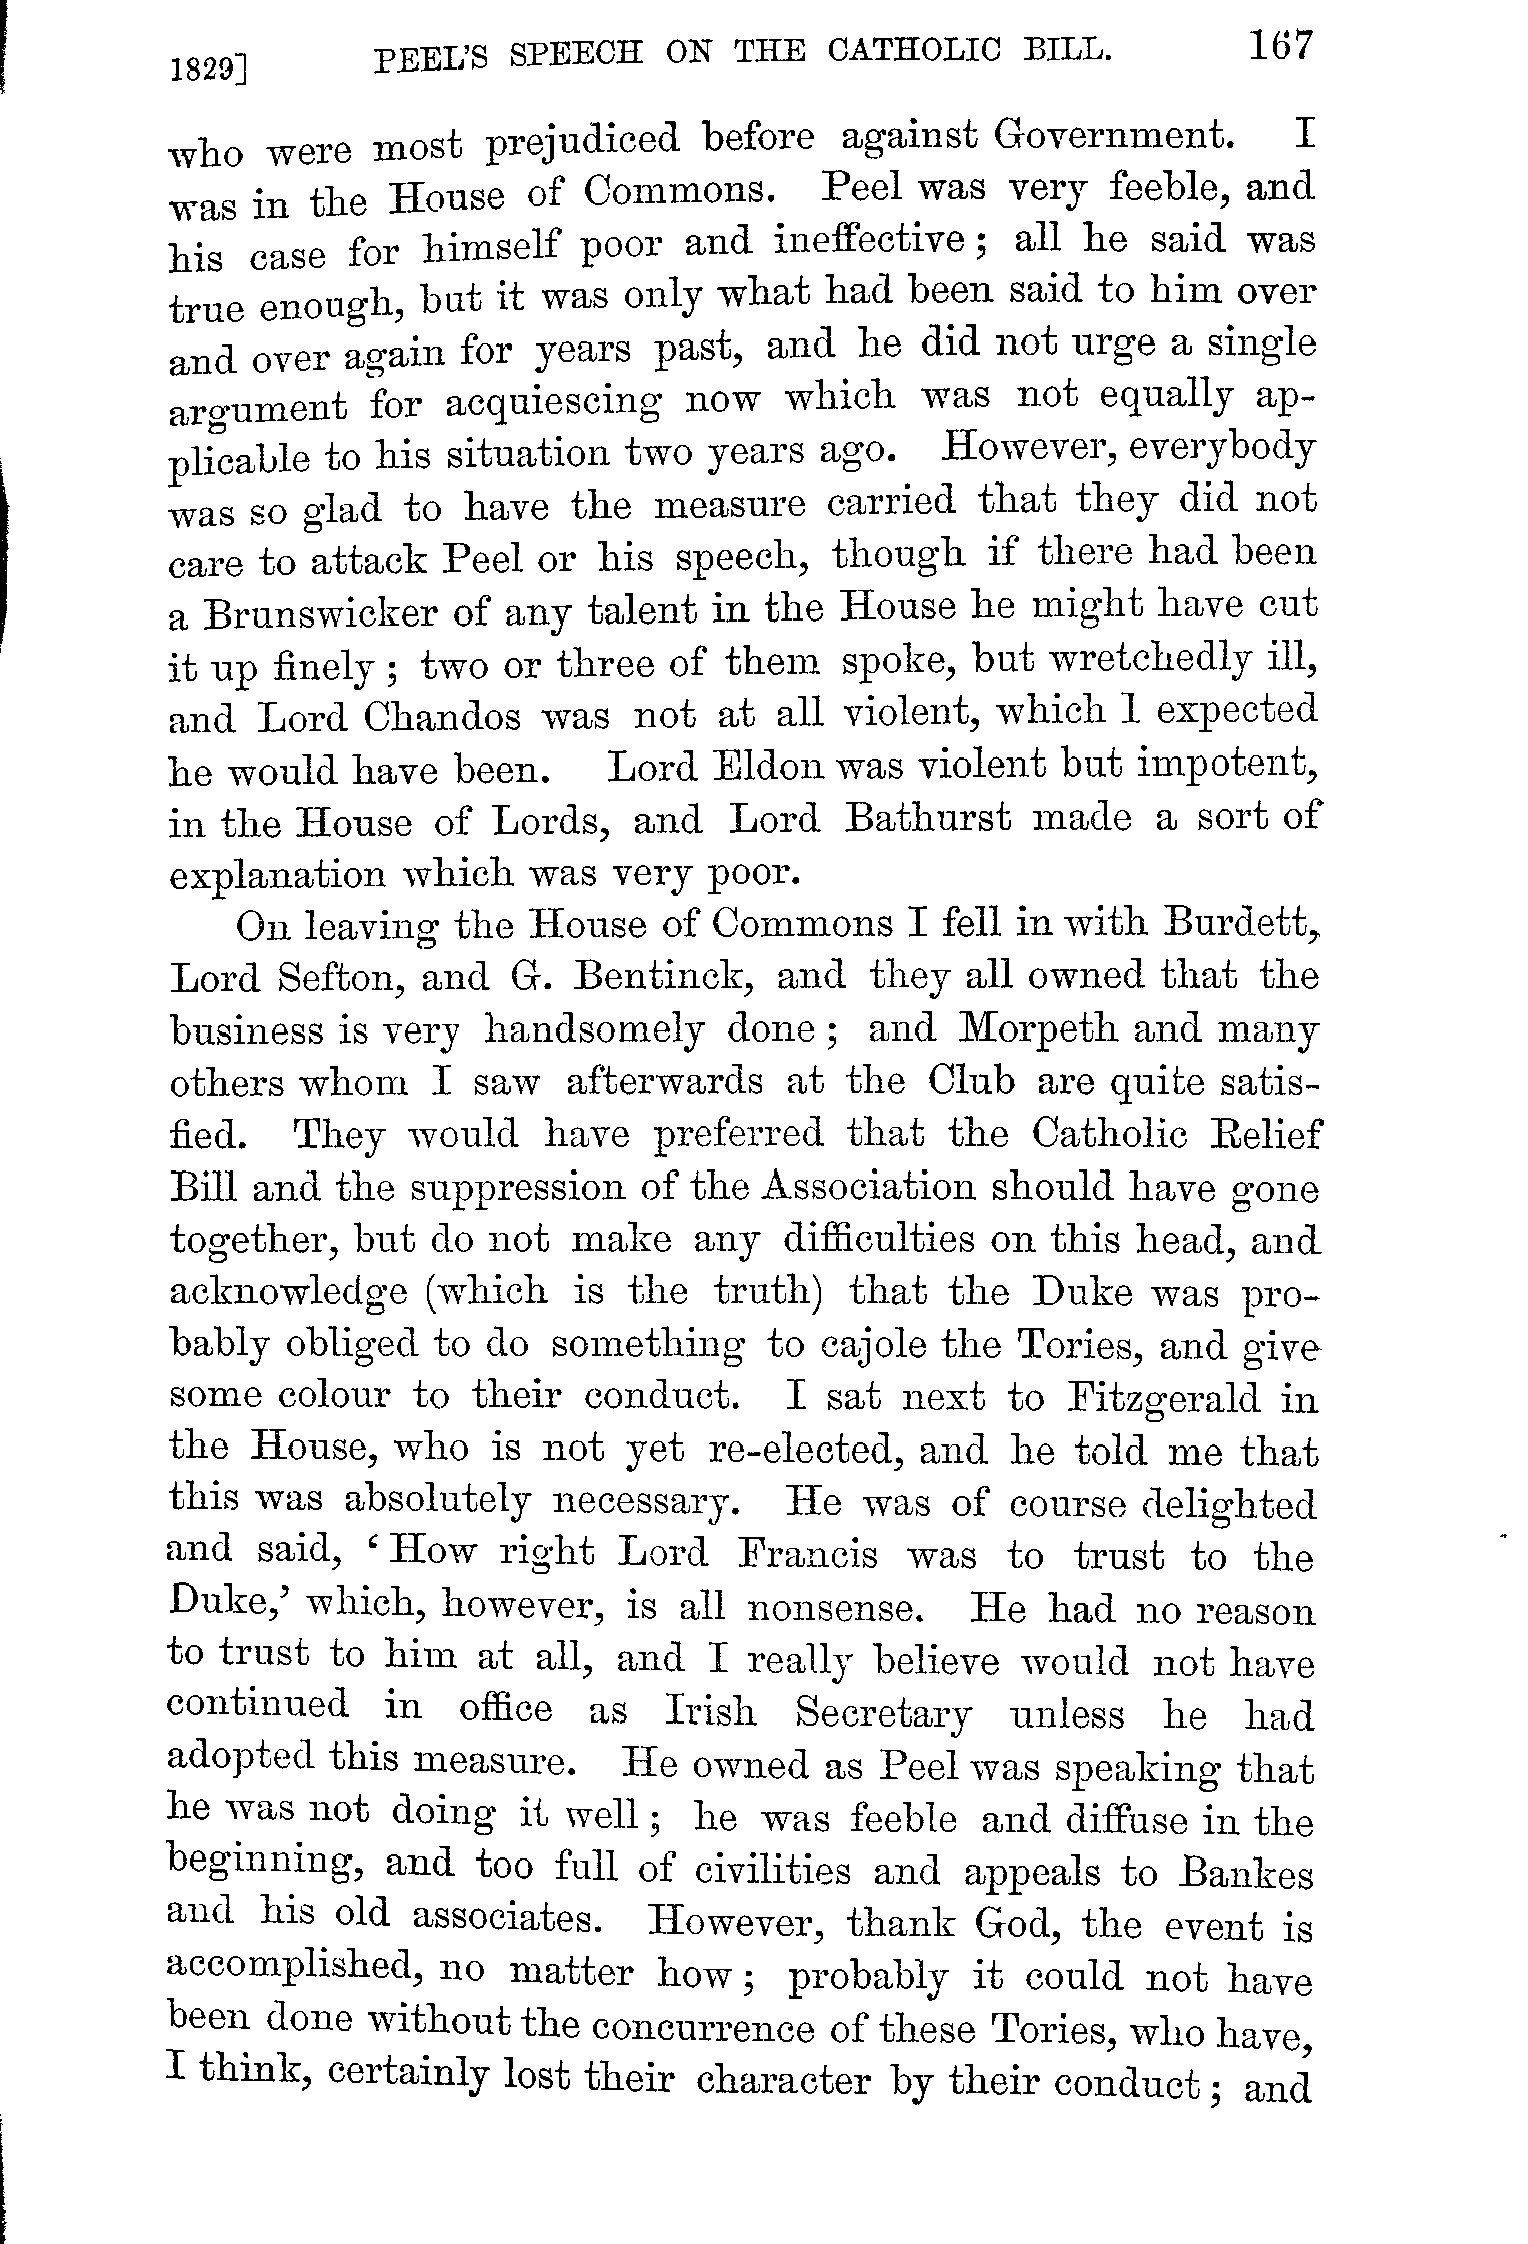 1829] PEEL'S SPEECH ON THE CATHOLIC BILL. 167
who were most prejudiced before against Government. I
was in the House of Commons. Peel was very feeble, and
his case for himself poor and ineffective; all he said was
true enough, but it was only what had been said to him over
and over again for years past, and he did not urge a single
argument for acquiescing now which was not equally ap-
plicable to his situation two years ago. However, everybody
was so glad to have the measure carried that they did not
care to attack Peel or his speech, though if there had been
a Brunswicker of any talent in the House he might have cut
it up finely; two or three of them spoke, but wretchedly ill,
and Lord Chandos was not at all violent, which I expected
he would have been. Lord Eldon was violent but impotent,
in the House of Lords, and Lord Bathurst made a sort of
explanation which was very poor.
On leaving the House of Commons I fell in with Burdett,
Lord Sefton, and G. Bentinck, and they all owned that the
business is very handsomely done; and Morpeth and many
others whom I saw afterwards at the Club are quite satis-
fied. They would have preferred that the Catholic Relief
Bill and the suppression of the Association should have gone
together, but do not make any difficulties on this head, and
acknowledge (which is the truth) that the Duke was pro-
bably obliged to do something to cajole the Tories, and give
some colour to their conduct. I sat next to Fitzgerald in
the House, who is not yet re-elected, and he told me that
this was absolutely necessary. He was of course delighted
and said, ‘How right Lord Francis was to trust to the
Duke,’ which, however, is all nonsense. He had no reason
to trust to him at all, and I really believe would not have
continued in office as Irish Secretary unless he had
adopted this measure. He owned as Peel was speaking that
he was not doing it well; he was feeble and diffuse in the
beginning, and too full of civilities and appeals to Bankes
and his old associates. However, thank God, the event is
accomplished, no matter how; probably it could not have
been done without the concurrence of these Tories, who have,
I think, certainly lost their character by their conduct; and